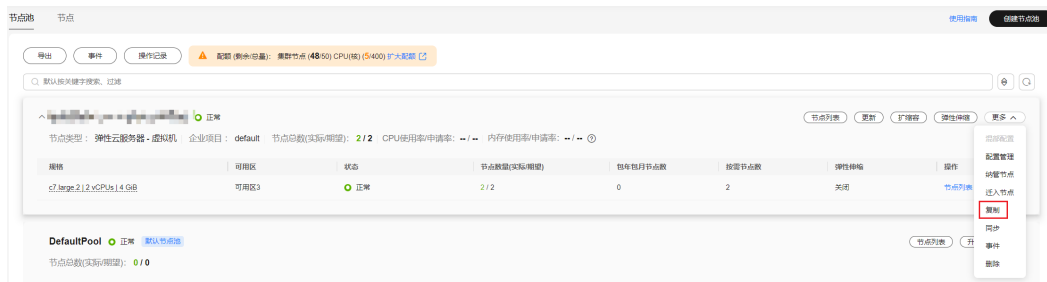 节点池 节点 使用指南 创建节点池
导出 事件 操作记录 配额 (剩余/总量): 集群节点 (48/50) CPU(核) (5/400) 扩大配额
默认按关键字搜索、过滤
正常 节点列表 更新 扩缩容 弹性伸缩 更多
节点类型: 弹性云服务器 - 虚拟机 企业项目: default 节点总数(实际/期望): 2 / 2 CPU使用率/申请率: -- / -- 内存使用率/申请率: -- / --
规格 可用区 状态 节点数量(实际/期望) 包年包月节点数 按需节点数 弹性伸缩 操作
c7.large.2 | 2 vCPUs | 4 GiB 可用区3 正常 2 / 2 0 2 关闭 节点列表
配置管理
纳管节点
迁入节点
复制
同步
事件
删除
DefaultPool 正常 默认节点池 节点列表 升
节点总数(实际/期望): 0 / 0